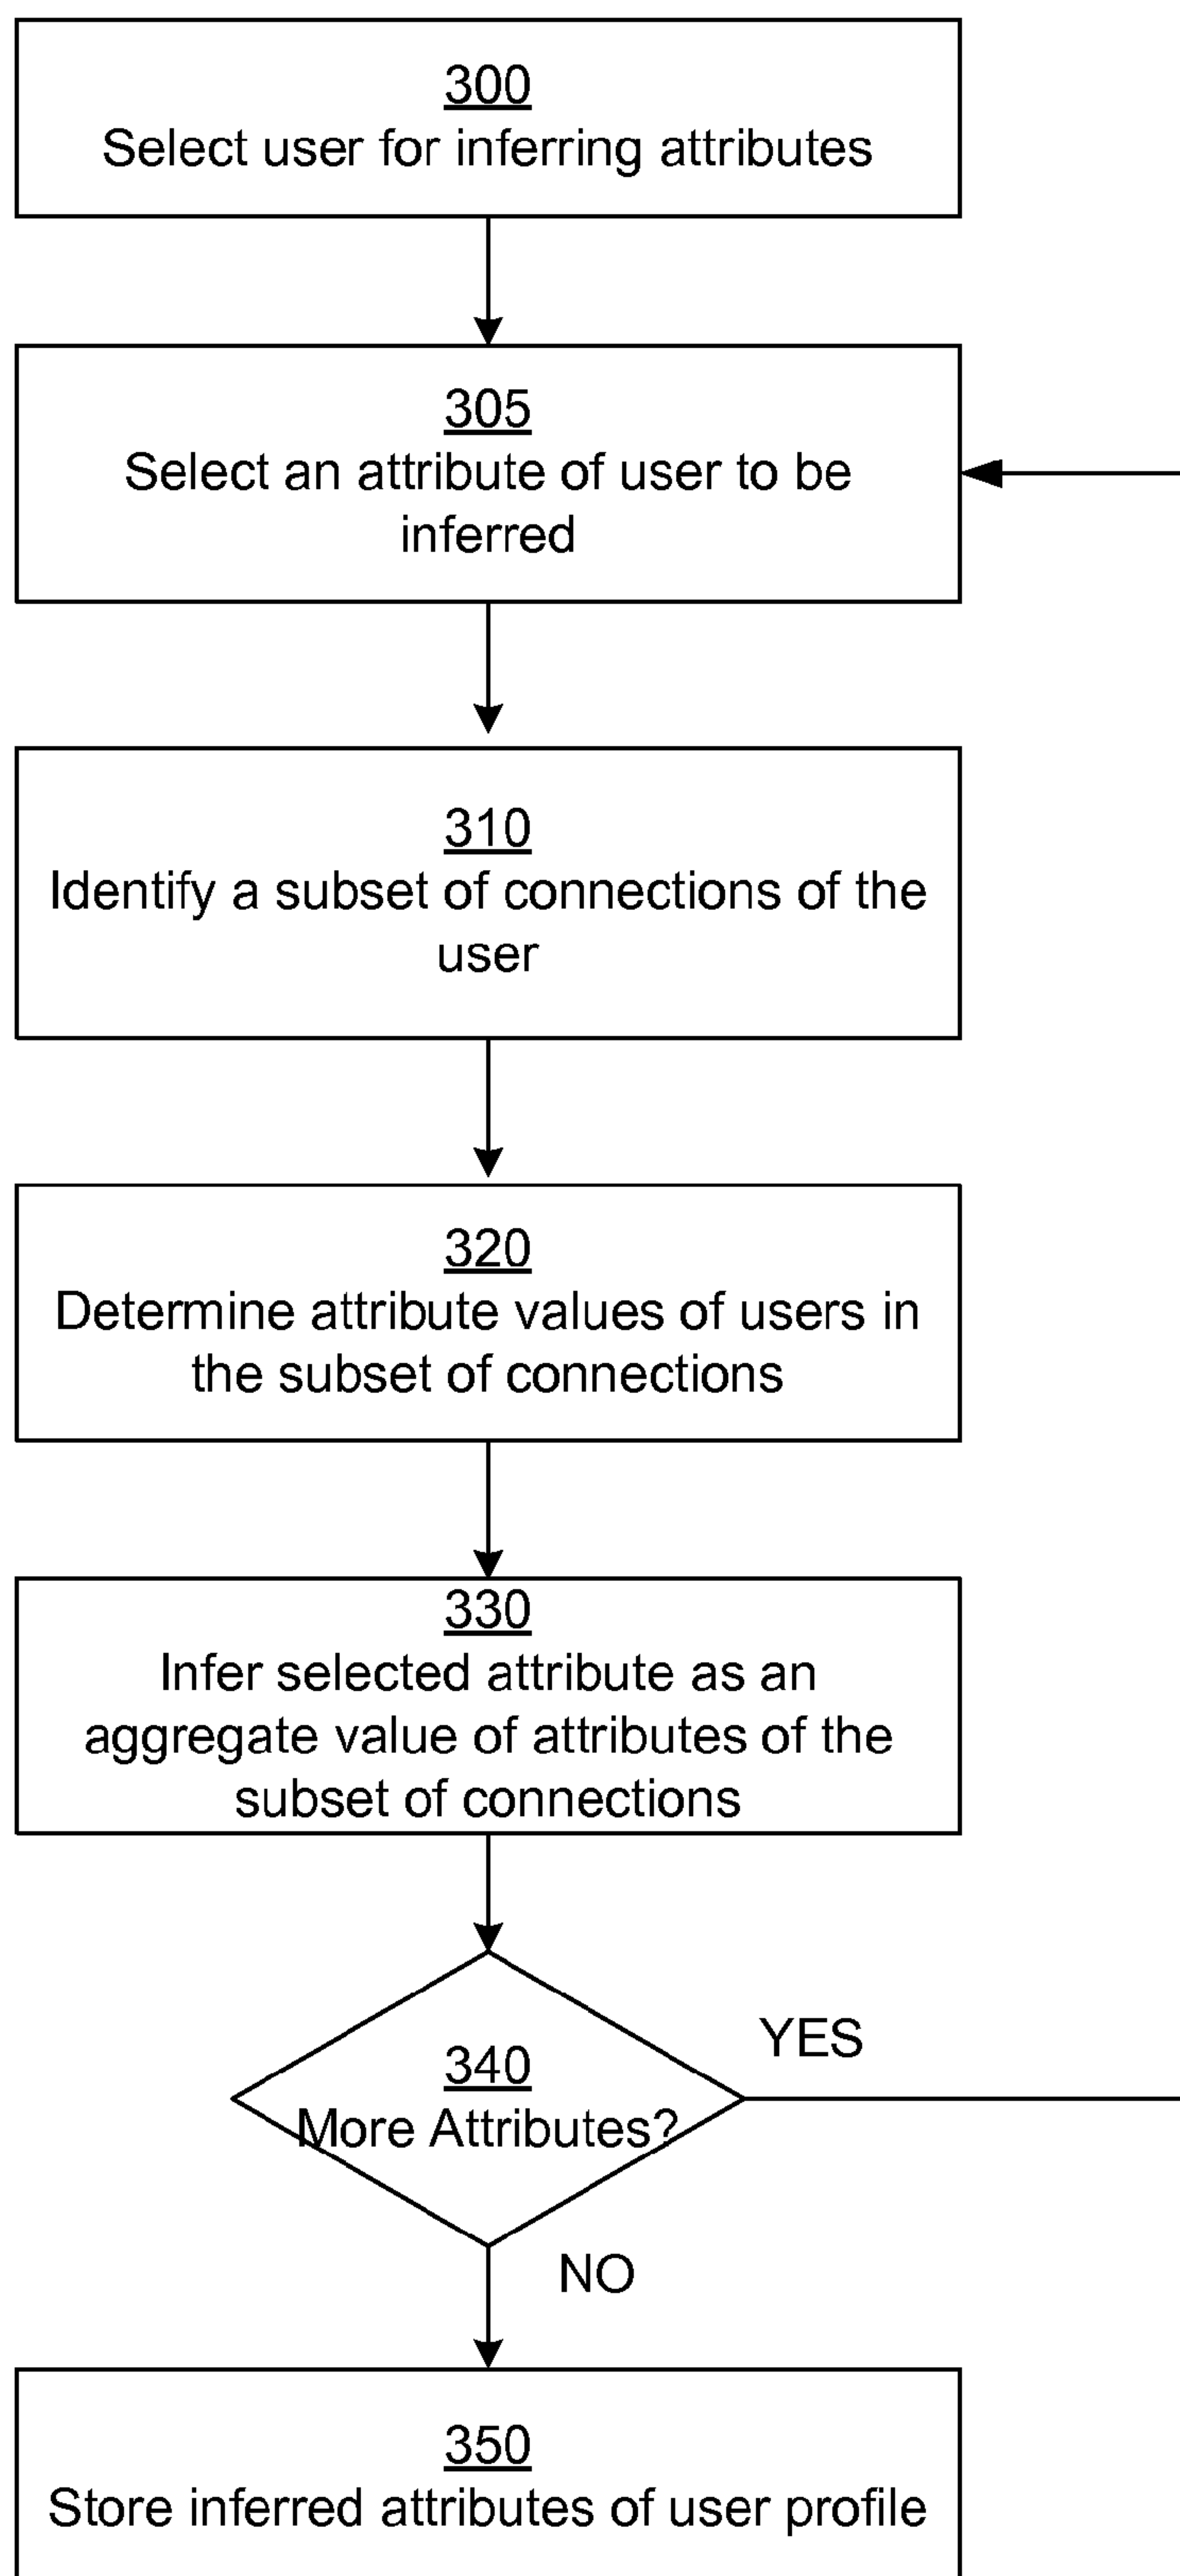 300
Select user for inferring attributes
305
Select an attribute of user to be
inferred
310
Identify a subset of connections of the
user
320
Determine attribute values of users in
the subset of connections
330
Infer selected attribute as an
aggregate value of attributes of the
subset of connections
YES
340
More Attributes?
NO
350
Store inferred attributes of user profile